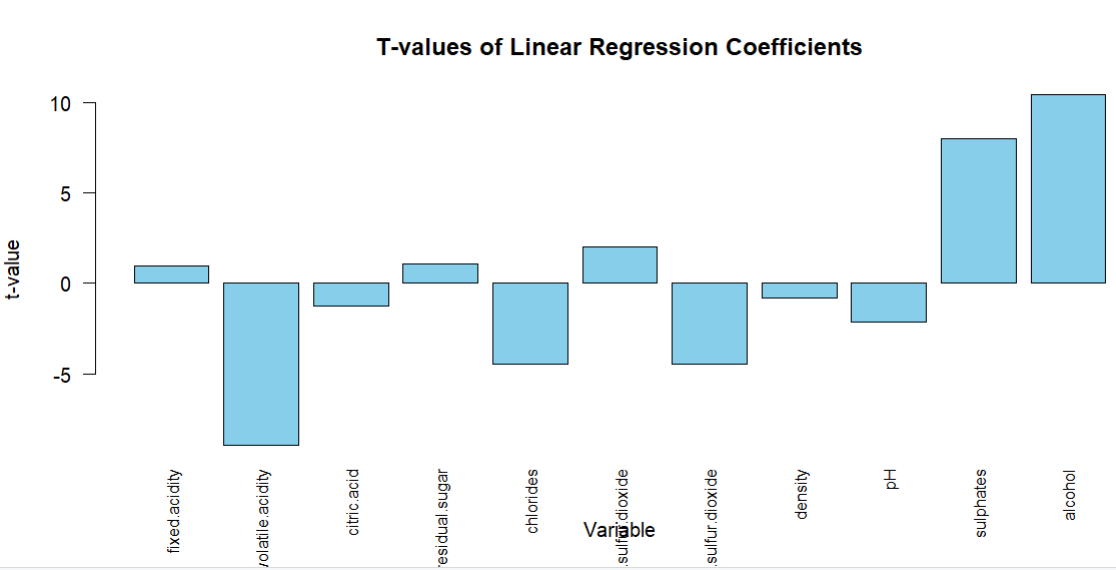 T-values of Linear Regression Coefficients
t-value
10
5
0
-5
fixed.acidity
volatile.acidity
citric.acid
residual.sugar
chlorides
.sulfur.dioxide
.sulfur.dioxide
density
pH
sulphates
alcohol
Variable